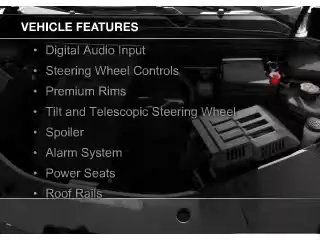 VEHICLE FEATURES
• Digital Audio Input
• Steering Wheel Controls
• Premium Rims
• Tilt and Telescopic Steering Wheel
• Spoiler
• Alarm System
• Power Seats
• Roof Rails